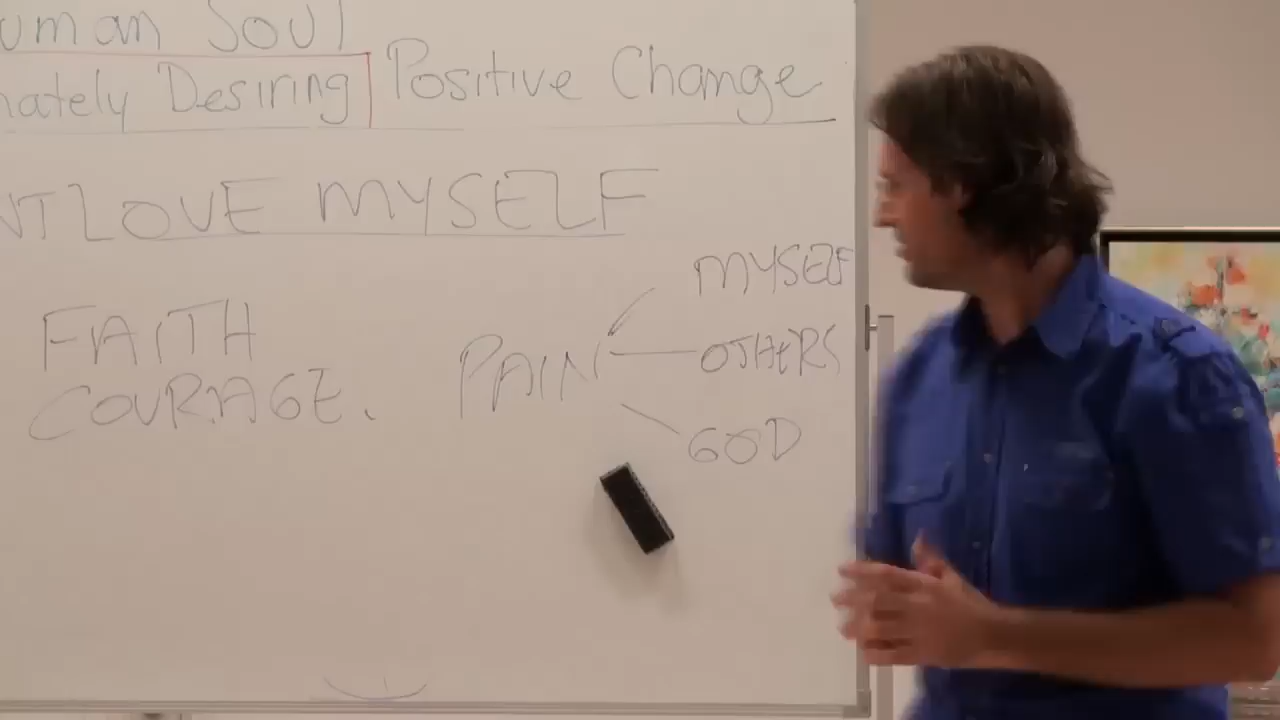 uman Soul
nately Desiring Positive Change
NT LOVE MYSELF
MYSELF
FAITH
PAIN OTHERS
COURAGE.
GOD